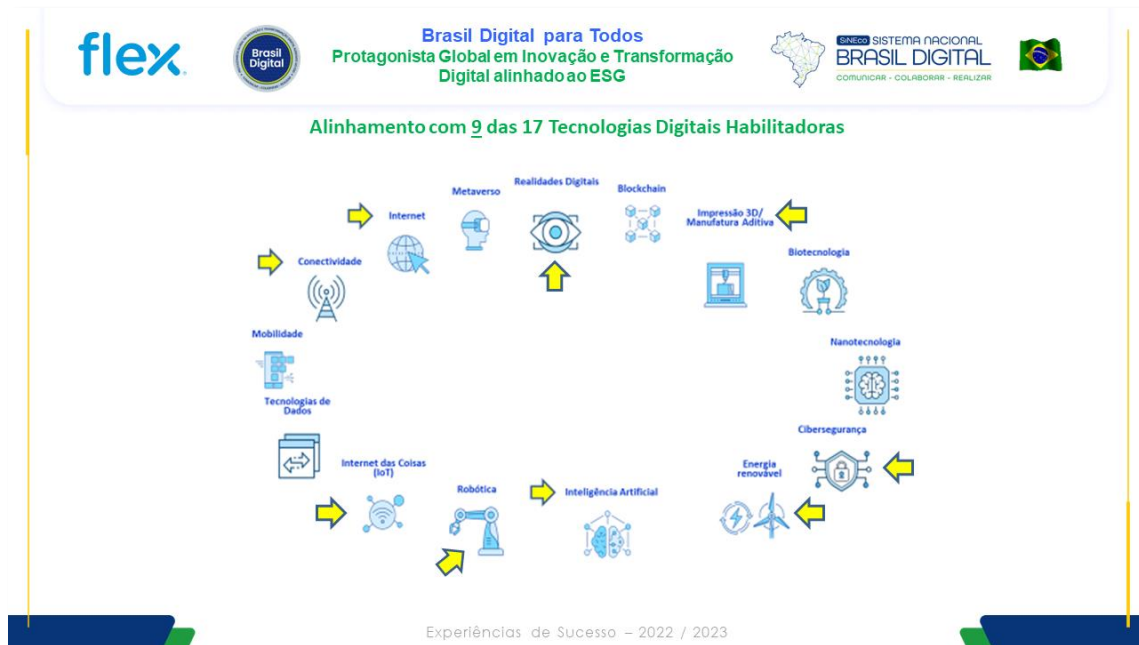 flex
Brasil
Digital
Brasil Digital para Todos
Protagonista Global em Inovação e Transformação
Digital alinhado ao ESG
SiNEco SISTEMA NACIONAL
BRASIL DIGITAL
COMUNICAR - COLABORAR - REALIZAR
Alinhamento com 9 das 17 Tecnologias Digitais Habilitadoras
Realidades Digitais
Metaverso
Blockchain
Internet
Impressão 3D/
Manufatura Aditiva
Conectividade
Biotecnologia
Mobilidade
Nanotecnologia
Tecnologias de
Dados
Cibersegurança
Internet das Coisas
(IoT)
Energia
renovável
Robótica
Inteligência Artificial
Experiências de Sucesso – 2022 / 2023